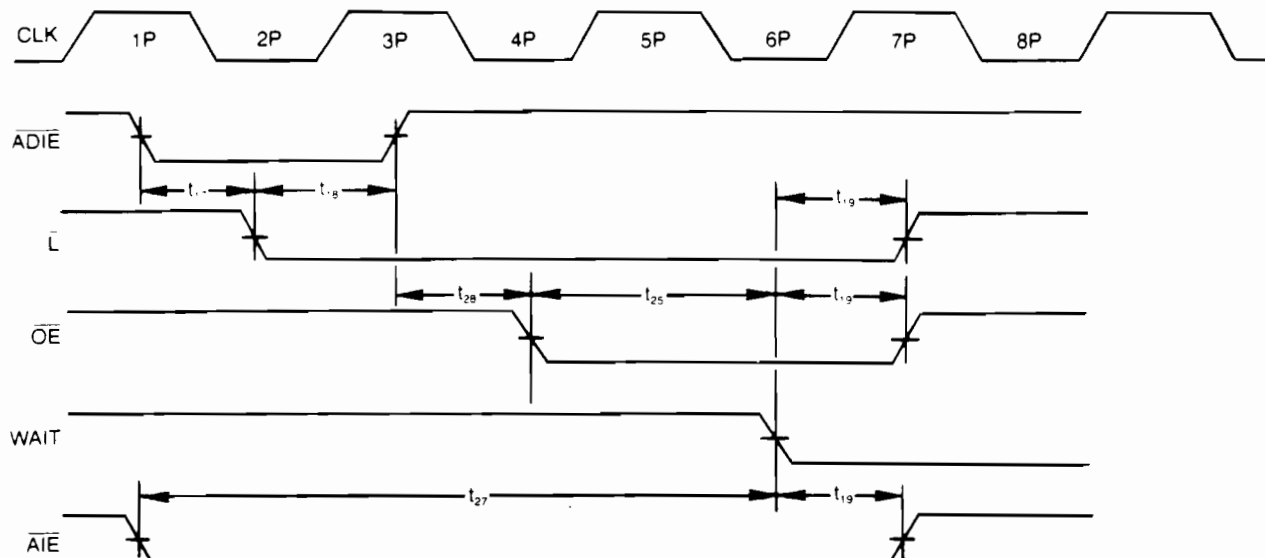 CLK 1P 2P 3P 4P 5P 6P 7P 8P
ADIE
t18
t19
L
t28 t25 t19
OE
WAIT
t27 t19
AIE